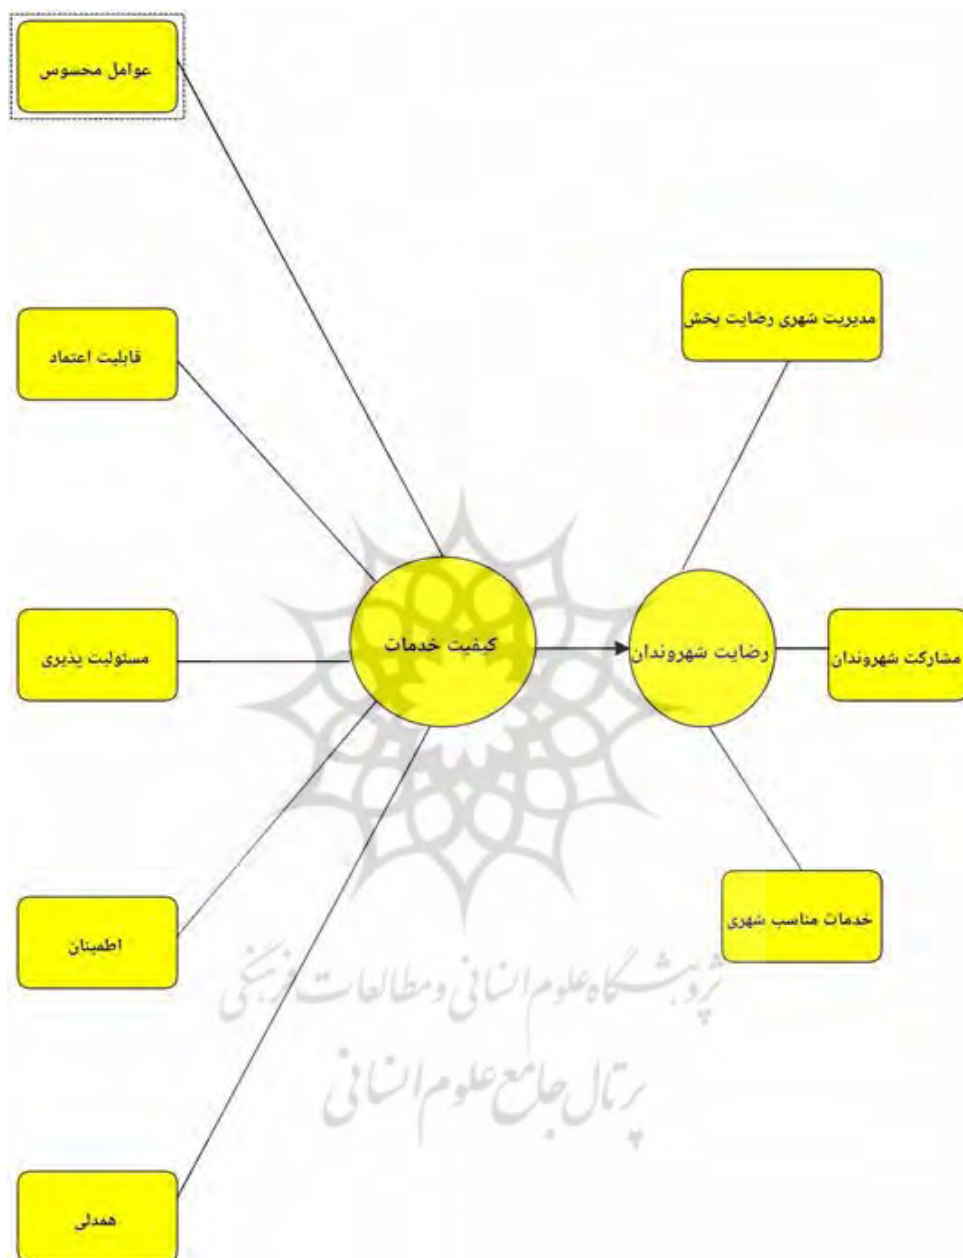 عوامل محسوس
مدیریت شهری رضایت بخش
قابلیت اعتماد
کیفیت خدمات
رضایت شهروندان
مشارکت شهروندان
مسئولیت پذیری
خدمات مناسب شهری
اطمینان
پژوهشگاه علوم انسانی و مطالعات فرهنگی
پرتال جامع علوم انسانی
همدلی